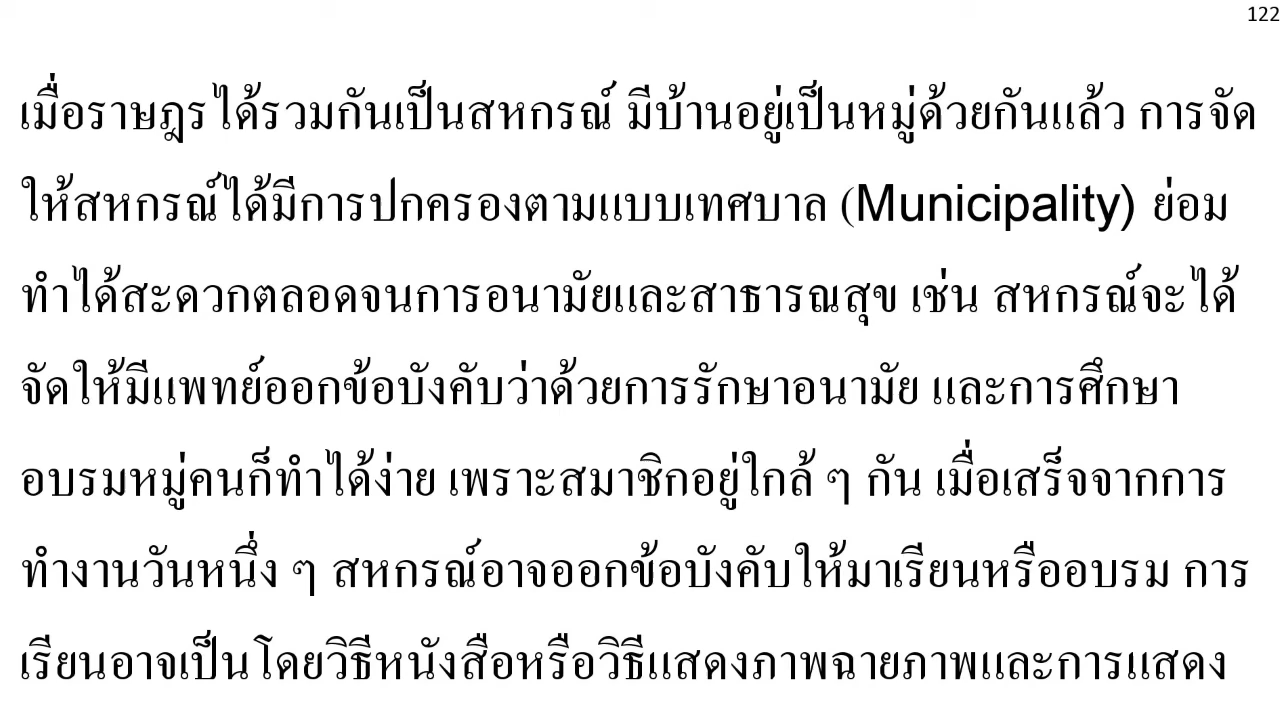 122
เมื่อราษฎรได้รวมกันเป็นสหกรณ์ มีบ้านอยู่เป็นหมู่ด้วยกันแล้ว การจัด
ให้สหกรณ์ได้มีการปกครองตามแบบเทศบาล (Municipality) ย่อม
ทำได้สะดวกตลอดจนการอนามัยและสาธารณสุข เช่น สหกรณ์จะได้
จัดให้มีแพทย์ออกข้อบังคับว่าด้วยการรักษาอนามัย และการศึกษา
อบรมหมู่คนก็ทำได้ง่าย เพราะสมาชิกอยู่ใกล้ ๆ กัน เมื่อเสร็จจากการ
ทำงานวันหนึ่ง ๆ สหกรณ์อาจออกข้อบังคับให้มาเรียนหรืออบรม การ
เรียนอาจเป็นโดยวิธีหนังสือหรือวิธีแสดงภาพฉายภาพและการแสดง